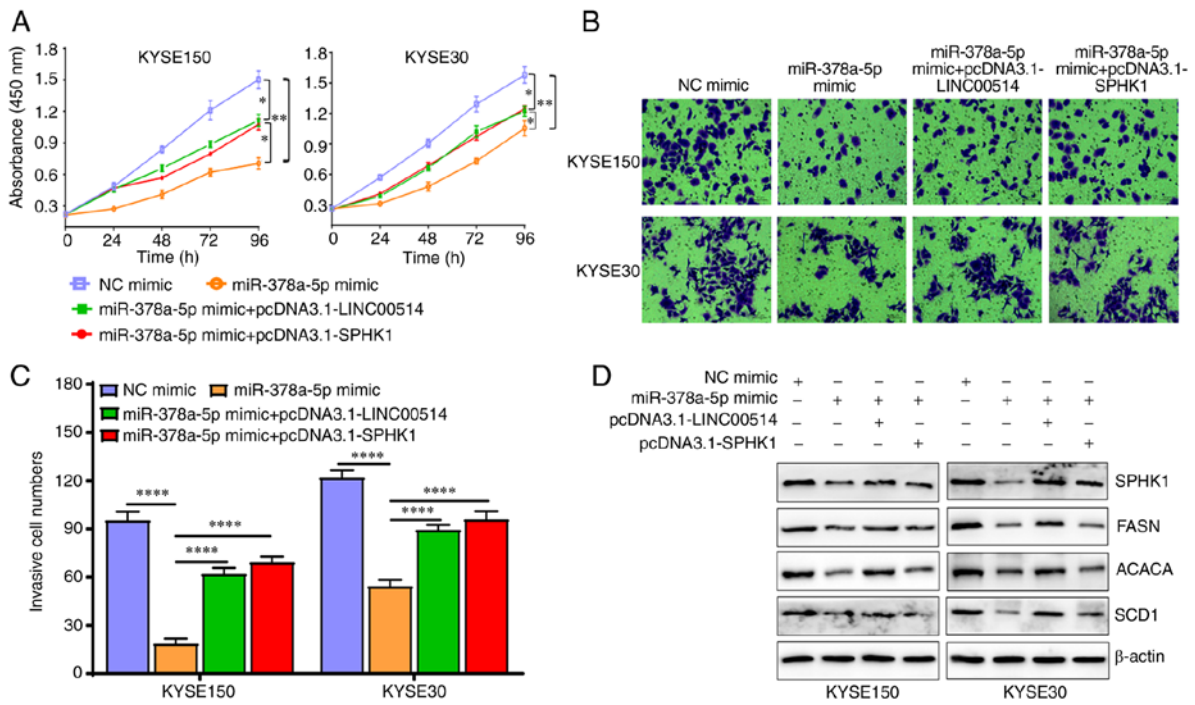 A
KYSE150
KYSE30
Absorbance (450 nm)
1.8
1.5
1.2
0.9
0.6
0.3
0 24 48 72 96
Time (h)
*
*
**
1.8
1.5
1.2
0.9
0.6
0.3
0 24 48 72 96
Time (h)
*
*
**
NC mimic
miR-378a-5p mimic
miR-378a-5p mimic+pcDNA3.1-LINC00514
miR-378a-5p mimic+pcDNA3.1-SPHK1
B
NC mimic
miR-378a-5p
mimic
miR-378a-5p
mimic+pcDNA3.1-
LINC00514
miR-378a-5p
mimic+pcDNA3.1-
SPHK1
KYSE150
KYSE30
C
Invasive cell numbers
180
150
120
90
60
30
0
NC mimic
miR-378a-5p mimic
miR-378a-5p mimic+pcDNA3.1-LINC00514
miR-378a-5p mimic+pcDNA3.1-SPHK1
****
****
****
****
****
****
KYSE150
KYSE30
D
NC mimic + – – – + – – –
miR-378a-5p mimic – + + + – + + +
pcDNA3.1-LINC00514 – – + – – – + –
pcDNA3.1-SPHK1 – – – + – – – +
SPHK1
FASN
ACACA
SCD1
β-actin
KYSE150
KYSE30